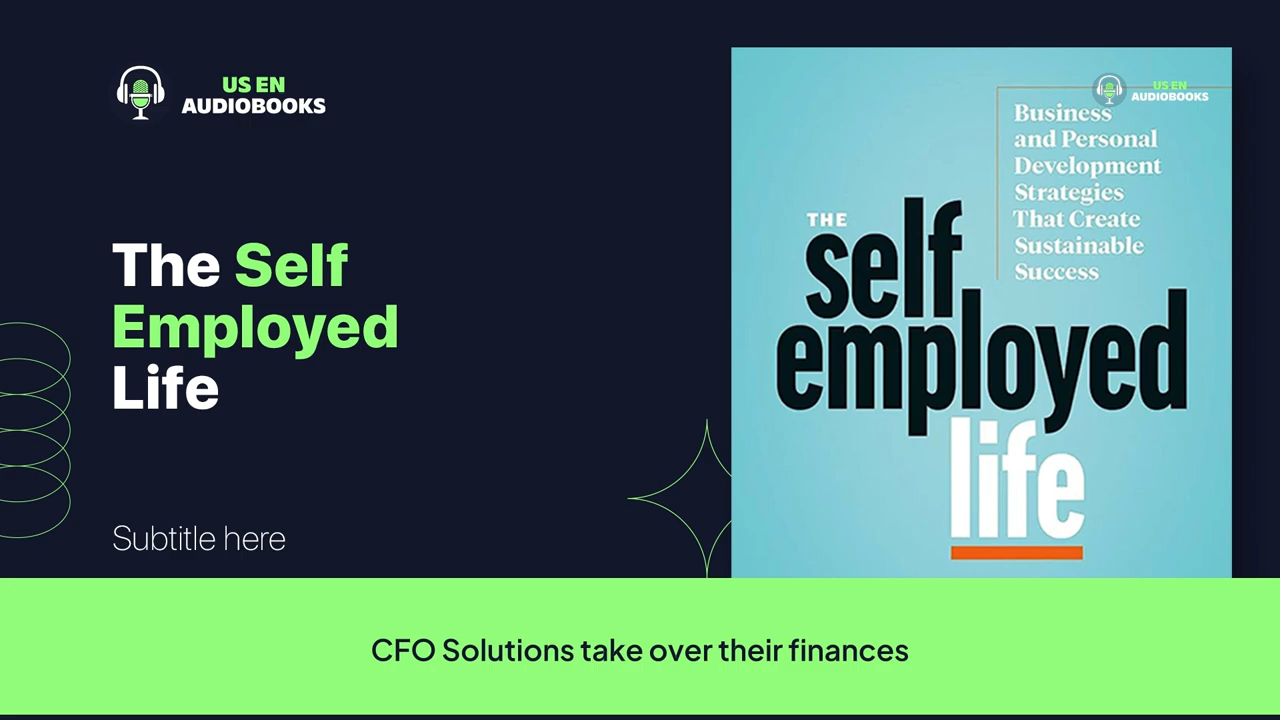 US EN
AUDIOBOOKS
The Self
Employed
Life
Subtitle here
US EN
AUDIOBOOKS
Business
and Personal
Development
Strategies
That Create
Sustainable
Success
THE
self
employed
life
CFO Solutions take over their finances